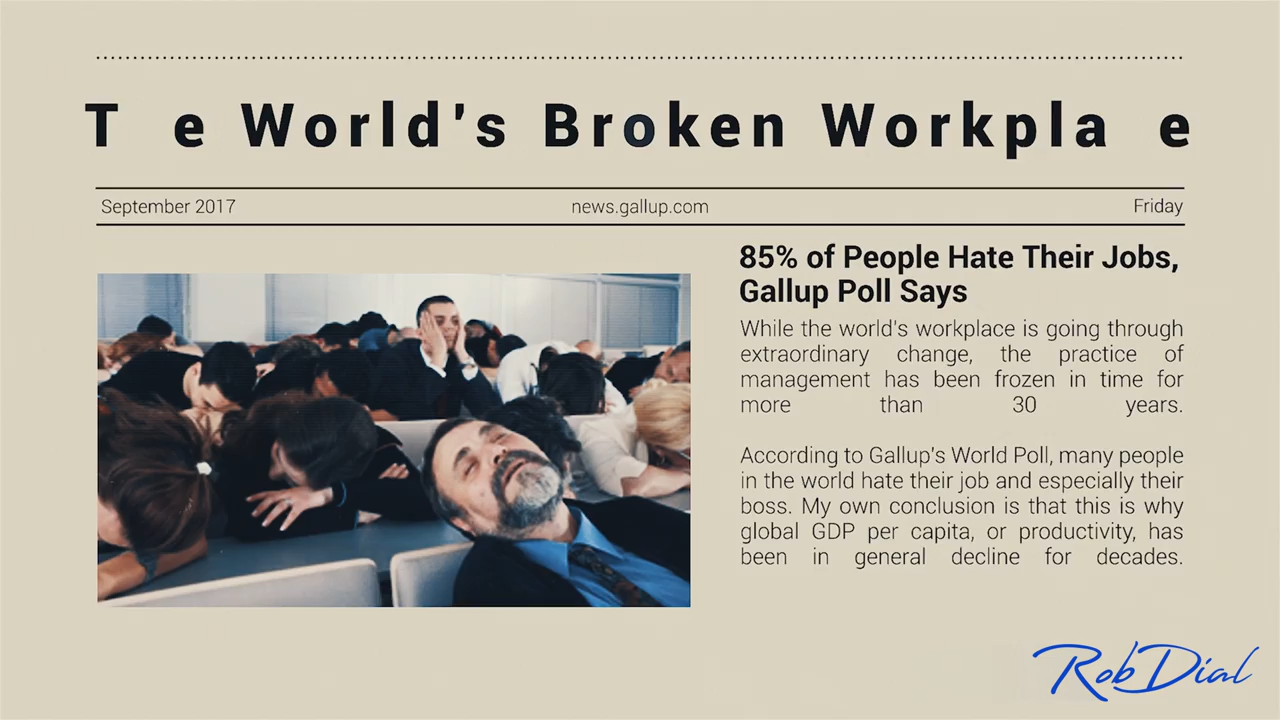 T e World's Broken Workpla e
September 2017 news.gallup.com Friday
85% of People Hate Their Jobs,
Gallup Poll Says
While the world's workplace is going through
extraordinary change, the practice of
management has been frozen in time for
more than 30 years.
According to Gallup's World Poll, many people
in the world hate their job and especially their
boss. My own conclusion is that this is why
global GDP per capita, or productivity, has
been in general decline for decades.
Rob Dial